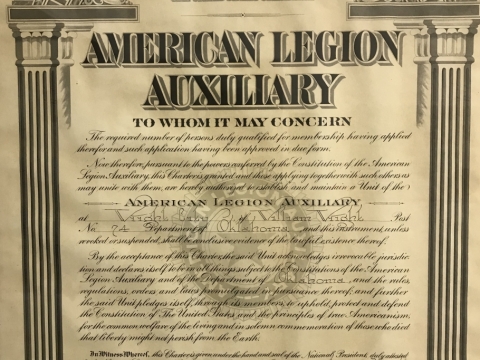 AMERICAN LEGION
AUXILIARY
TO WHOM IT MAY CONCERN
The required number of persons duly qualified for membership having applied
therefor and such application having been approved in due form.
Now therefor, pursuant to the powers conferred by the Constitution of the American
Legion Auxiliary, this Charter is granted and those applying together with such others as
may unite with them, are hereby authorized to establish and maintain a Unit of the
AMERICAN LEGION AUXILIARY
at of William Post
No. 74 Department of Oklahoma and this instrument, unless
revoked or suspended, shall be conclusive evidence of the lawful existence thereof.
By the acceptance of this Charter, the said Unit acknowledges irrevocable jurisdic-
tion and declares itself to be in all things subject to the Constitutions of the American
Legion Auxiliary and of the Department of Oklahoma and the rules,
regulations, orders, and laws promulgated in pursuance thereof; and further
the said Unit pledges itself, through its members, to uphold, protect and defend
the Constitution of The United States and the principles of true Americanism,
for the common welfare of the living and in solemn commemoration of those who died
that liberty might not perish from the Earth.
In Witness Whereof, this Charter is given under the hand and seal of the National President, duly attested